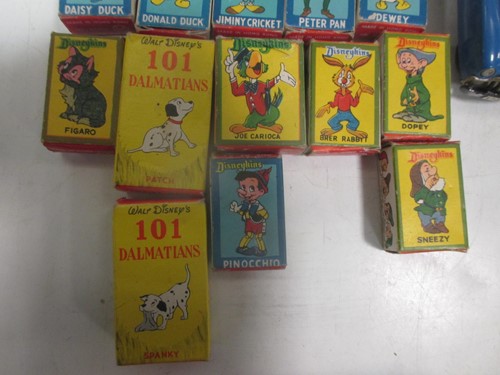 DAISY DUCK
DONALD DUCK
JIMINY CRICKET
PETER PAN
DEWEY
Disneykins
FIGARO
WALT DISNEY'S
101
DALMATIANS
PATCH
Disneykins
JOE CARIOCA
Disneykins
BRER RABBIT
Disneykins
DOPEY
WALT DISNEY'S
101
DALMATIANS
SPANKY
Disneykins
PINOCCHIO
Disneykins
SNEEZY